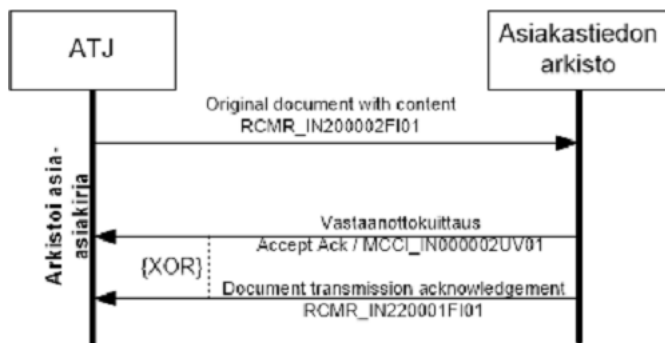 ATJ
Asiakastiedon
arkisto
Original document with content
RCMR_IN200002FI01
Arkistoi asia-
asiakirja
Vastaanottokuittaus
Accept Ack / MCCI_IN000002UV01
{XOR}
Document transmission acknowledgement
RCMR_IN220001FI01